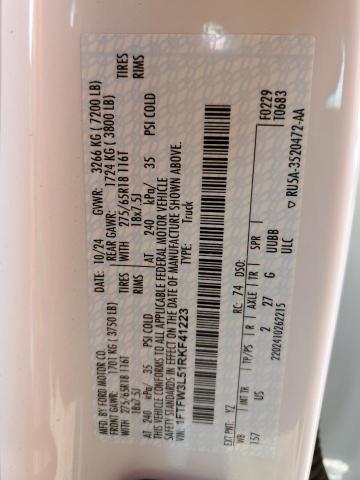 MFD. BY FORD MOTOR CO.
DATE: 10/24 GVWR: 3266 KG ( 7200 LB)
FRONT GAWR: 1701 KG ( 3750 LB) REAR GAWR: 1724 KG ( 3800 LB)
WITH 275/65R18 116T TIRES WITH 275/65R18 116T TIRES
18x7.5J RIMS 18x7.5J RIMS
AT 240 kPa/ 35 PSI COLD AT 240 kPa/ 35 PSI COLD
THIS VEHICLE CONFORMS TO ALL APPLICABLE FEDERAL MOTOR VEHICLE
SAFETY STANDARDS IN EFFECT ON THE DATE OF MANUFACTURE SHOWN ABOVE.
VIN: 1FTFW3L51RKF41223 TYPE: Truck
F0229
T0683
EXT PNT: YZ RC: 74 DSO:
WB INT TR TP/PS R AXLE TR SPR
157 US 2 27 G UUBB
ULC
2202410262215 ▽ RU5A-3520472-AA